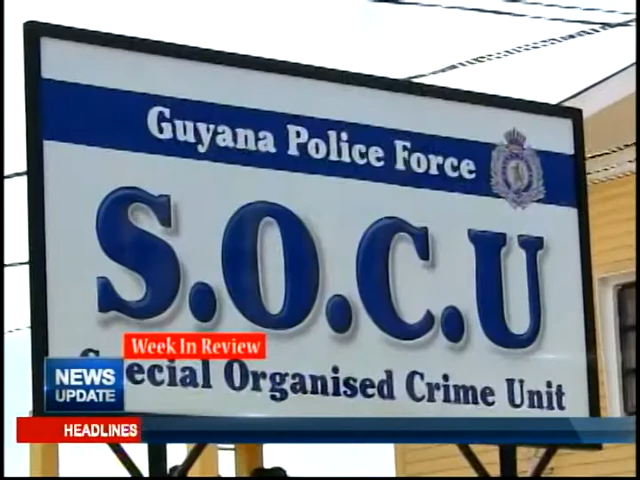 Guyana Police Force
S.O.C.U
Week In Review
Special Organised Crime Unit
NEWS
UPDATE
HEADLINES